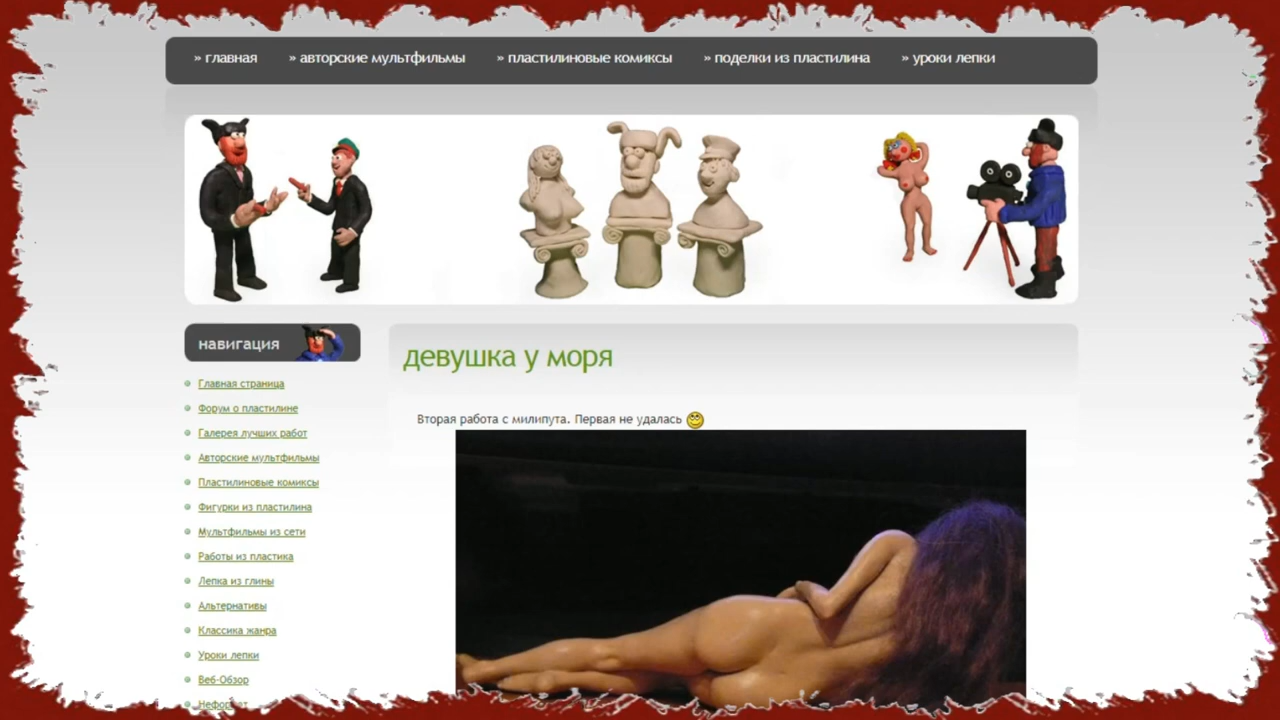 » главная » авторские мультфильмы » пластилиновые комиксы » поделки из пластилина » уроки лепки
навигация
девушка у моря
Главная страница
Форум о пластилине
Вторая работа с милипута. Первая не удалась
Галерея лучших работ
Авторские мультфильмы
Пластилиновые комиксы
Фигурки из пластилина
Мультфильмы из сети
Работы из пластика
Лепка из глины
Альтернативы
Классика жанра
Уроки лепки
Веб-Обзор